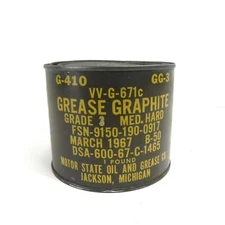 G-410 GG-3
VV-G-671c
GREASE GRAPHITE
GRADE 3 MED. HARD
FSN-9150-190-0917
MARCH 1967 B-50
DSA-600-67-C-1465
1 POUND
MOTOR STATE OIL AND GREASE CO.
JACKSON, MICHIGAN